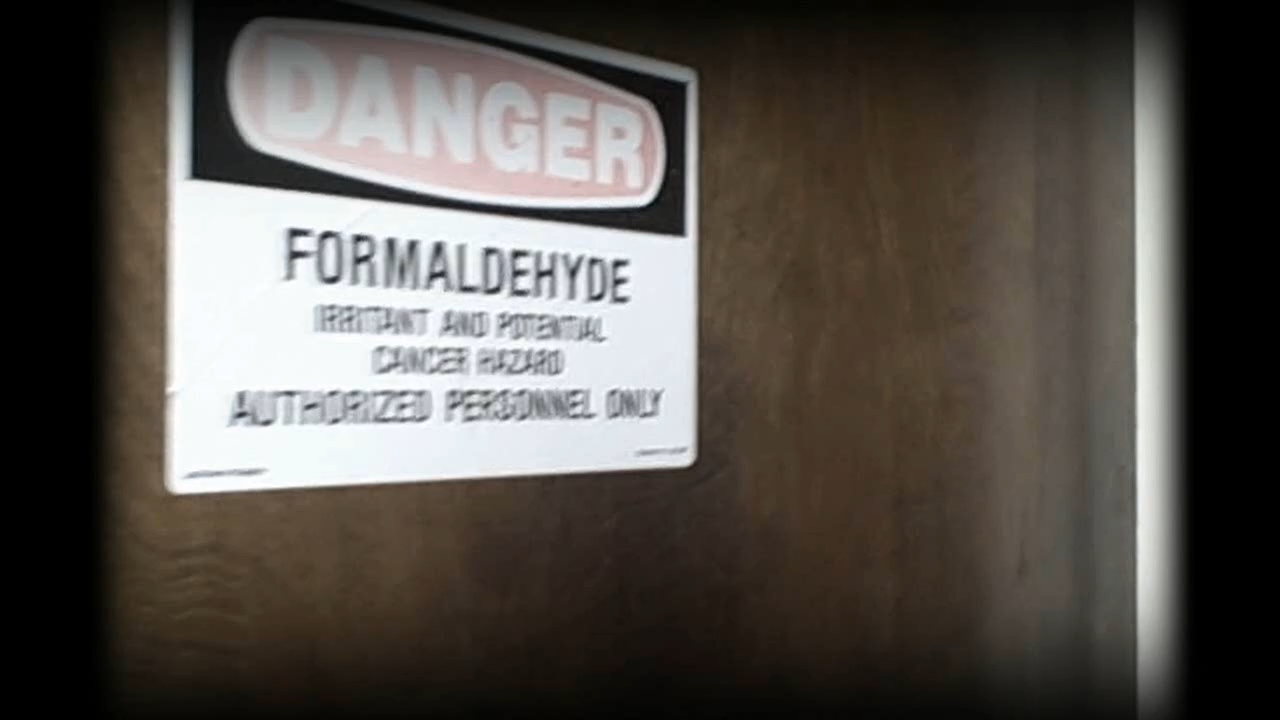 DANGER
FORMALDEHYDE
IRRITANT AND POTENTIAL
CANCER HAZARD
AUTHORIZED PERSONNEL ONLY